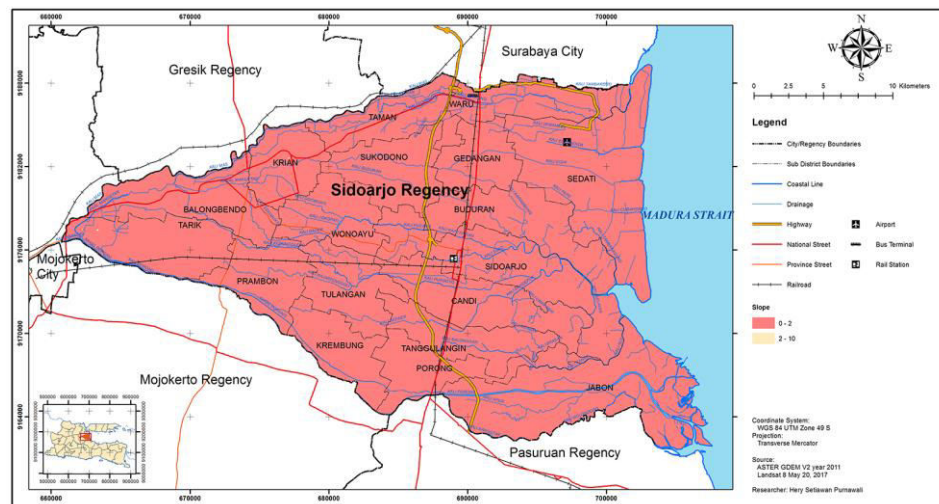 660000 670000 680000 690000 700000
Surabaya City
Gresik Regency
9188000
9182000
9176000
9170000
9164000
WARU
TAMAN
KRIAN
SUKODONO
GEDANGAN
SEDATI
Sidoarjo Regency
BALONGBENDO
BUDURAN
MADURA STRAIT
TARIK
WONOAYU
Mojokerto
City
SIDOARJO
PRAMBON
TULANGAN
CANDI
KREMBUNG
TANGGULANGIN
PORONG
JABON
Mojokerto Regency
Pasuruan Regency
660000 670000 680000 690000 700000
N
W E
S
0 2.5 5 10 Kilometers
Legend
City/Regency Boundaries
Sub District Boundaries
Coastal Line
Drainage
Highway
Airport
National Street
Bus Terminal
Province Street
Rail Station
Railroad
Slope
0 - 2
2 - 10
Coordinate System:
WGS 84 UTM Zone 49 S
Projection:
Transverse Mercator
Source:
ASTER GDEM V2 year 2011
Landsat 8 May 20, 2017
Researcher: Hery Setiawan Purnawali